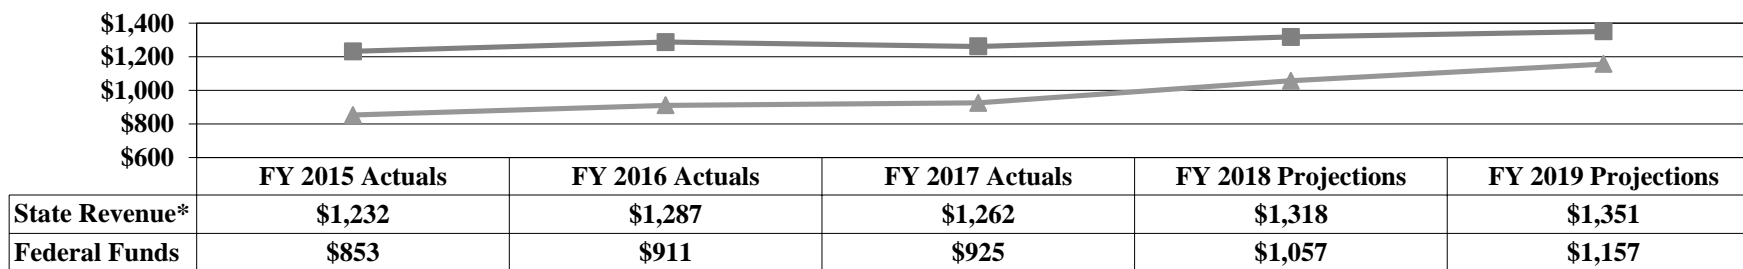 $1,400
$1,200
$1,000
$800
$600
FY 2015 Actuals FY 2016 Actuals FY 2017 Actuals FY 2018 Projections FY 2019 Projections
State Revenue* $1,232 $1,287 $1,262 $1,318 $1,351
Federal Funds $853 $911 $925 $1,057 $1,157